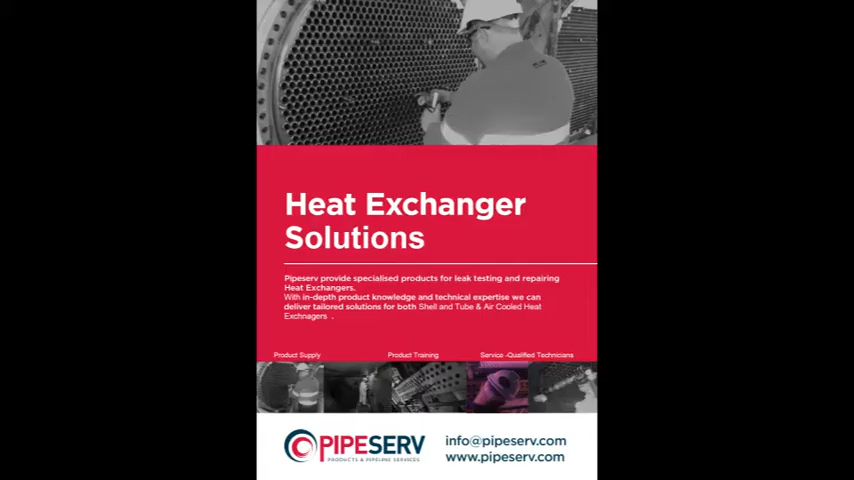 Heat Exchanger
Solutions
Pipeserv provide specialised products for leak testing and repairing
Heat Exchangers.
With in-depth product knowledge and technical expertise we can
deliver tailored solutions for both Shell and Tube & Air Cooled Heat
Exchnagers .
Product Supply
Product Training
Service -Qualified Technicians
PIPESERV
PRODUCTS & PIPELINE SERVICES
info@pipeserv.com
www.pipeserv.com